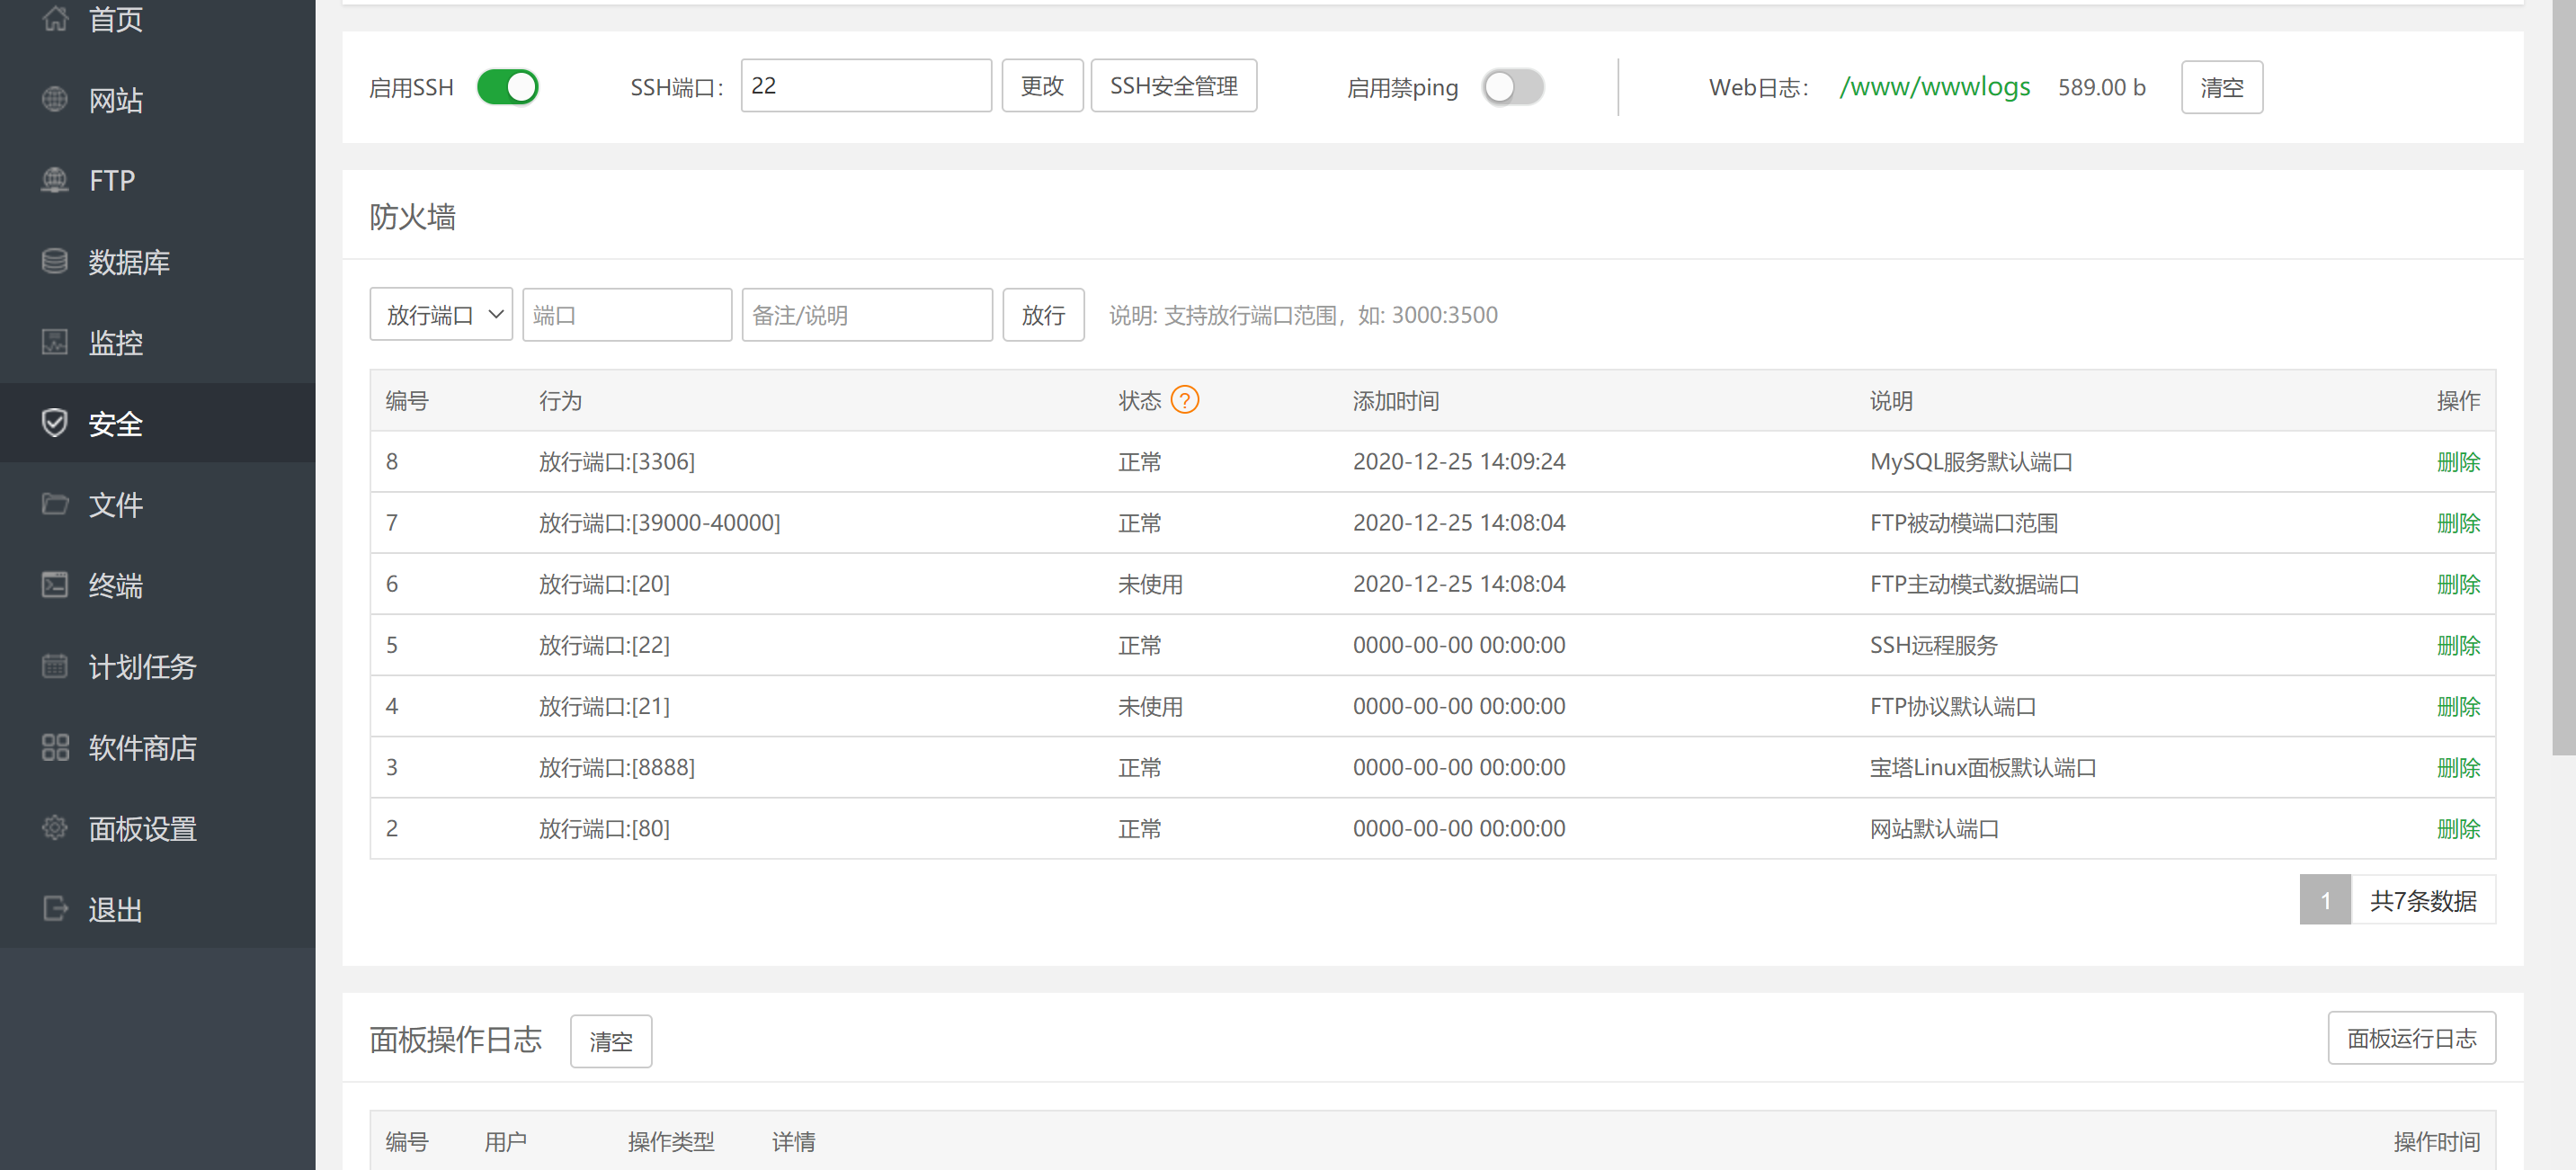 首页
网站
FTP
数据库
监控
安全
文件
终端
计划任务
软件商店
面板设置
退出
启用SSH SSH端口： 22 更改 SSH安全管理 启用禁ping Web日志： /www/wwwlogs 589.00 b 清空
防火墙
放行端口 端口 备注/说明 放行 说明: 支持放行端口范围，如: 3000:3500
编号 行为 状态 ? 添加时间 说明 操作
8 放行端口:[3306] 正常 2020-12-25 14:09:24 MySQL服务默认端口 删除
7 放行端口:[39000-40000] 正常 2020-12-25 14:08:04 FTP被动模端口范围 删除
6 放行端口:[20] 未使用 2020-12-25 14:08:04 FTP主动模式数据端口 删除
5 放行端口:[22] 正常 0000-00-00 00:00:00 SSH远程服务 删除
4 放行端口:[21] 未使用 0000-00-00 00:00:00 FTP协议默认端口 删除
3 放行端口:[8888] 正常 0000-00-00 00:00:00 宝塔Linux面板默认端口 删除
2 放行端口:[80] 正常 0000-00-00 00:00:00 网站默认端口 删除
1 共7条数据
面板操作日志 清空 面板运行日志
编号 用户 操作类型 详情 操作时间